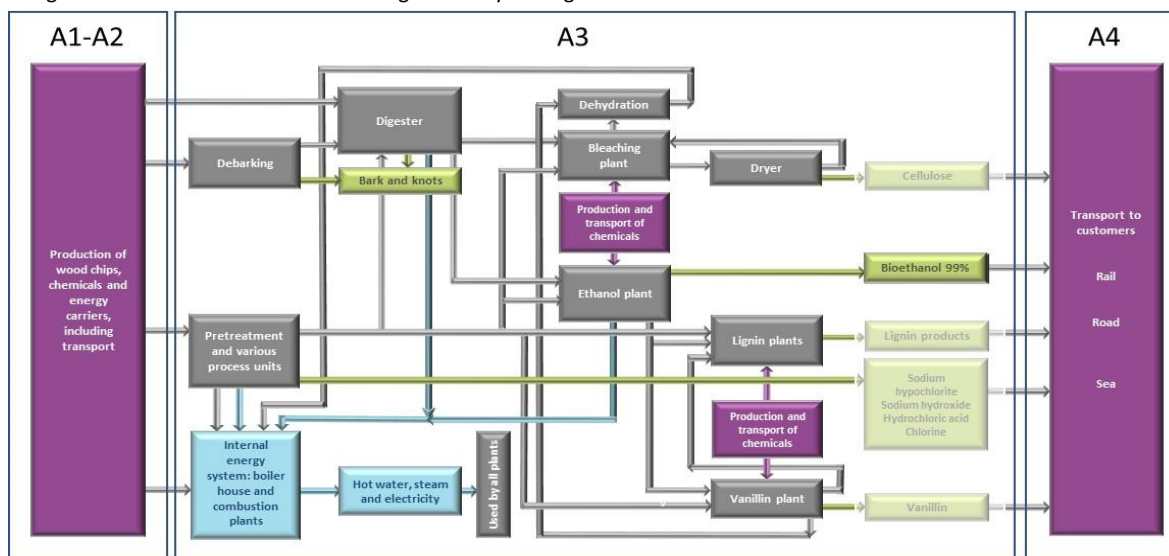 A1-A2
A3
A4
Production of
wood chips,
chemicals and
energy
carriers,
including
transport
Debarking
Digester
Bark and knots
Dehydration
Bleaching
plant
Dryer
Cellulose
Production and
transport of
chemicals
Ethanol plant
Bioethanol 99%
Pretreatment
and various
process units
Lignin plants
Lignin products
Sodium
hypochlorite
Sodium hydroxide
Hydrochloric acid
Chlorine
Production and
transport of
chemicals
Internal
energy
system: boiler
house and
combustion
plants
Hot water, steam
and electricity
Used by all plants
Vanillin plant
Vanillin
Transport to
customers
Rail
Road
Sea